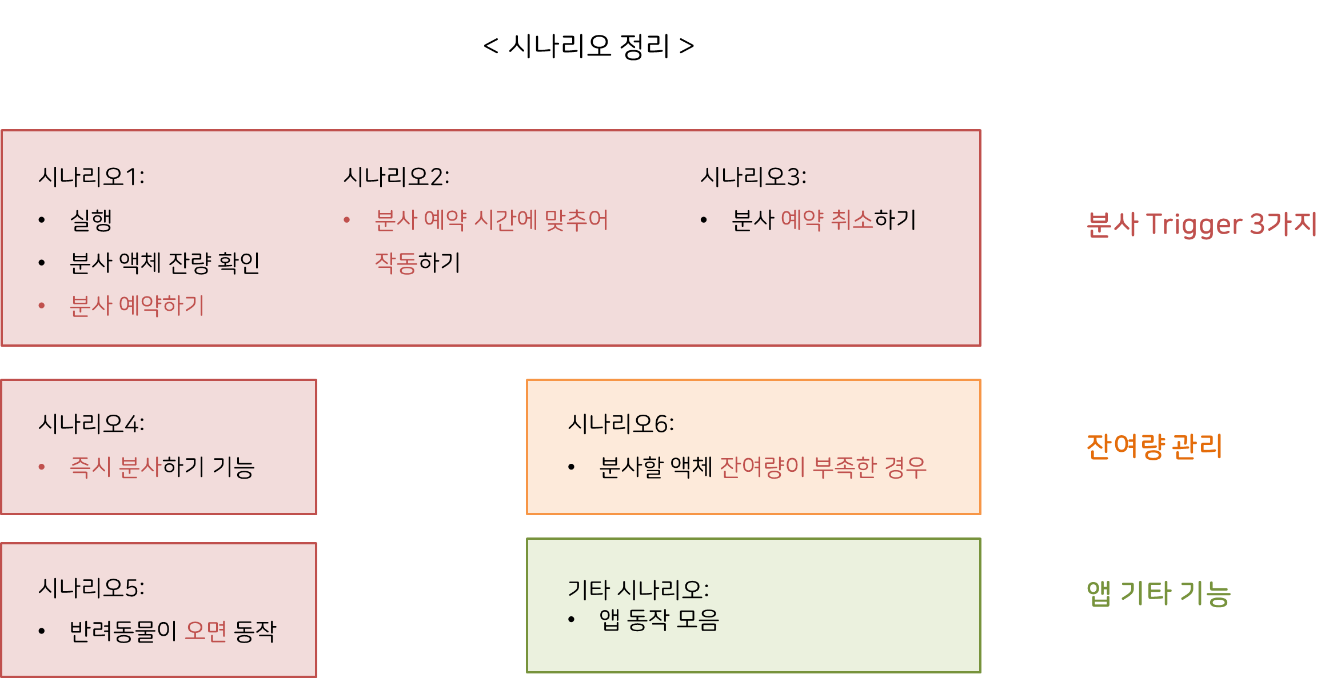 < 시나리오 정리 >
시나리오1:
• 실행
• 분사 액체 잔량 확인
• 분사 예약하기
시나리오2:
• 분사 예약 시간에 맞추어
작동하기
시나리오3:
• 분사 예약 취소하기
분사 Trigger 3가지
시나리오4:
• 즉시 분사하기 기능
시나리오6:
• 분사할 액체 잔여량이 부족한 경우
잔여량 관리
시나리오5:
• 반려동물이 오면 동작
기타 시나리오:
• 앱 동작 모음
앱 기타 기능